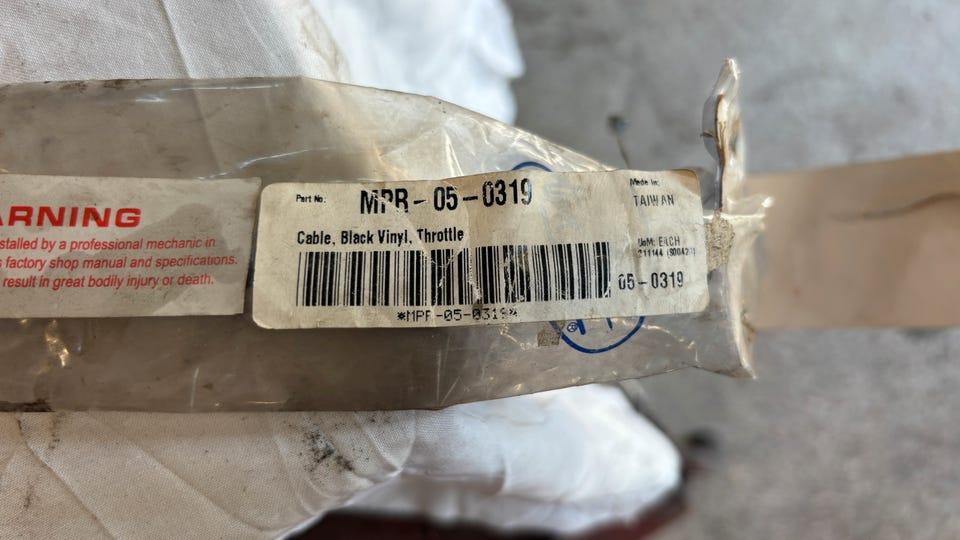 ARNING
stalled by a professional mechanic in
s factory shop manual and specifications.
result in great bodily injury or death.
Part No: MPR-05-0319
Made in:
TAIWAN
Cable, Black Vinyl, Throttle
UoM: EACH
05-0319
*MPR-05-0319*